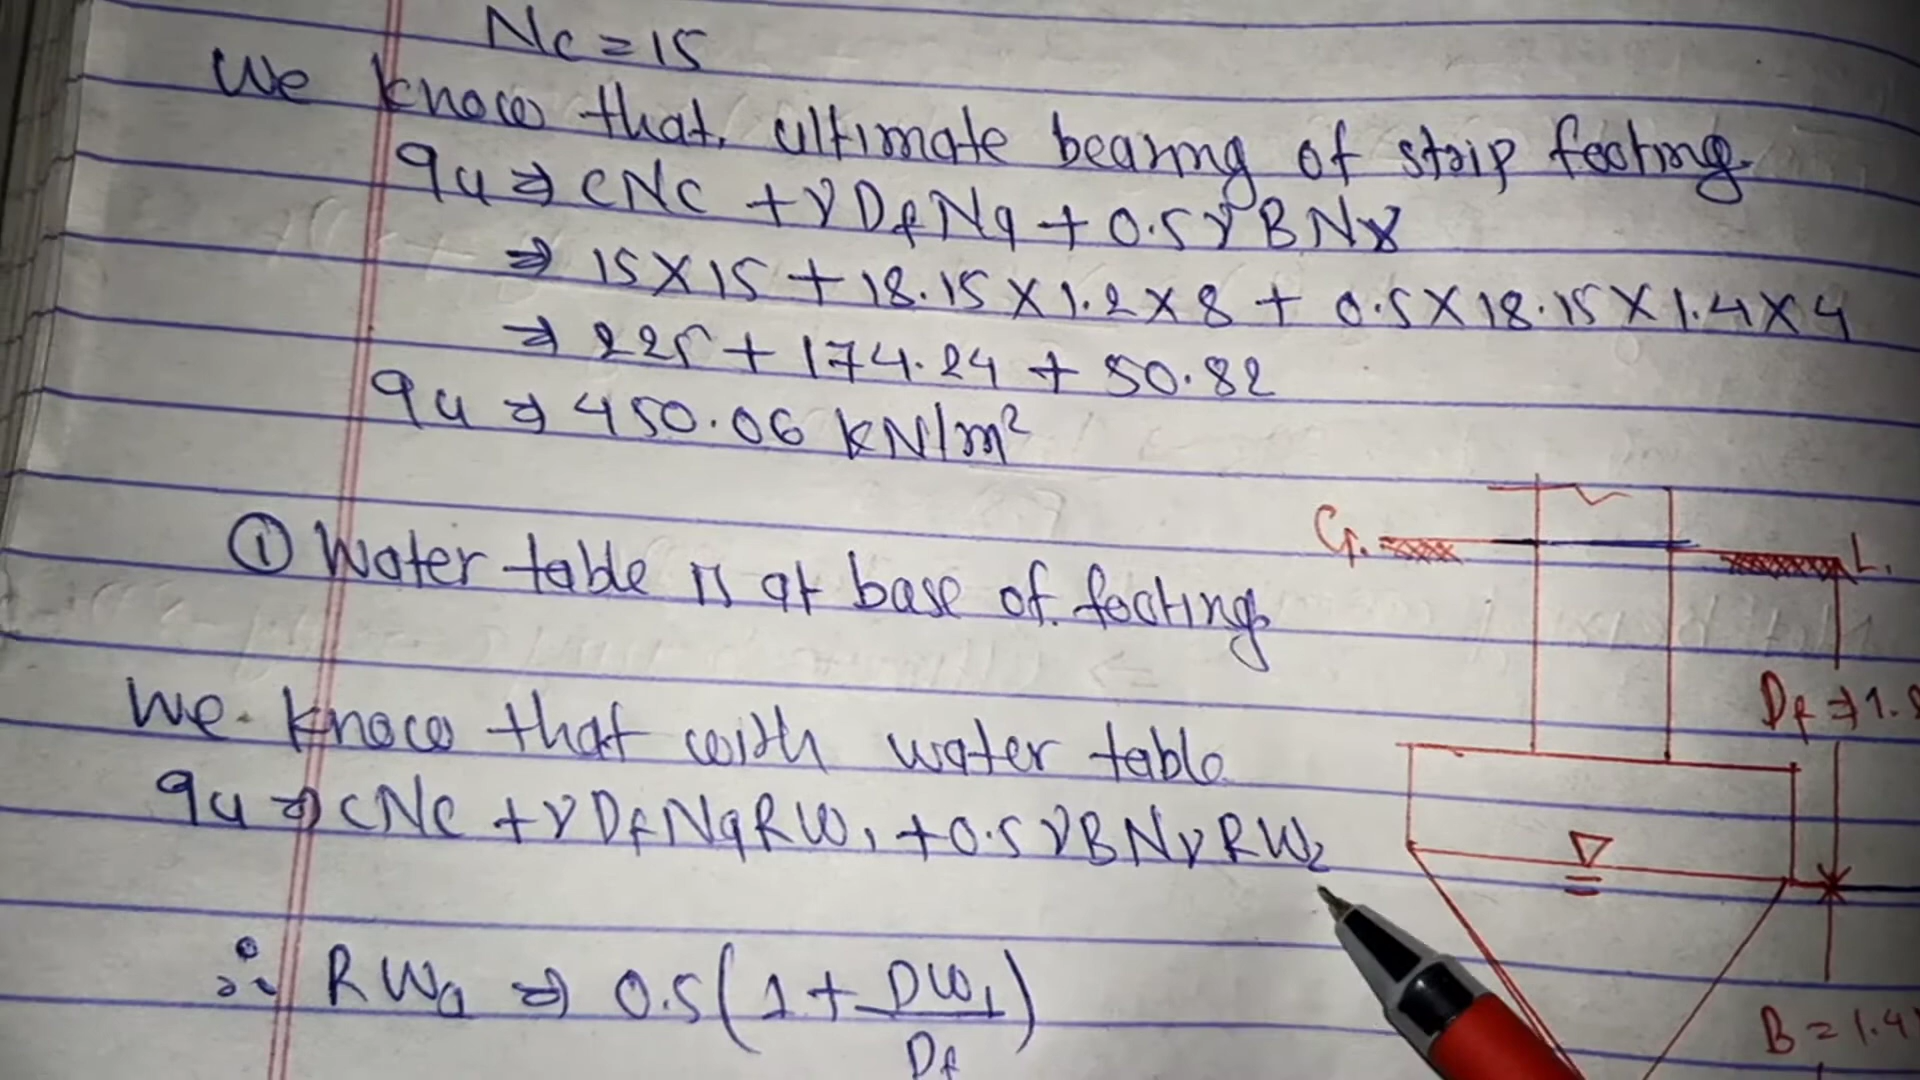 Nc = 15
We know that, ultimate bearing of strip footing.
qu ⇒ cNc + γDfNq + 0.5γBNγ
⇒ 15×15 + 18.15×1.2×8 + 0.5×18.15×1.4×4
⇒ 225 + 174.24 + 50.82
qu ⇒ 450.06 kN/m²
① Water table is at base of footing.
G. L.
Df ⇒ 1.
We know that with water table
qu ⇒ cNc + γDfNqRW₁ + 0.5γBNγRW₂
∴ RWa ⇒ 0.5(1 + DW₁/Df)
B = 1.4